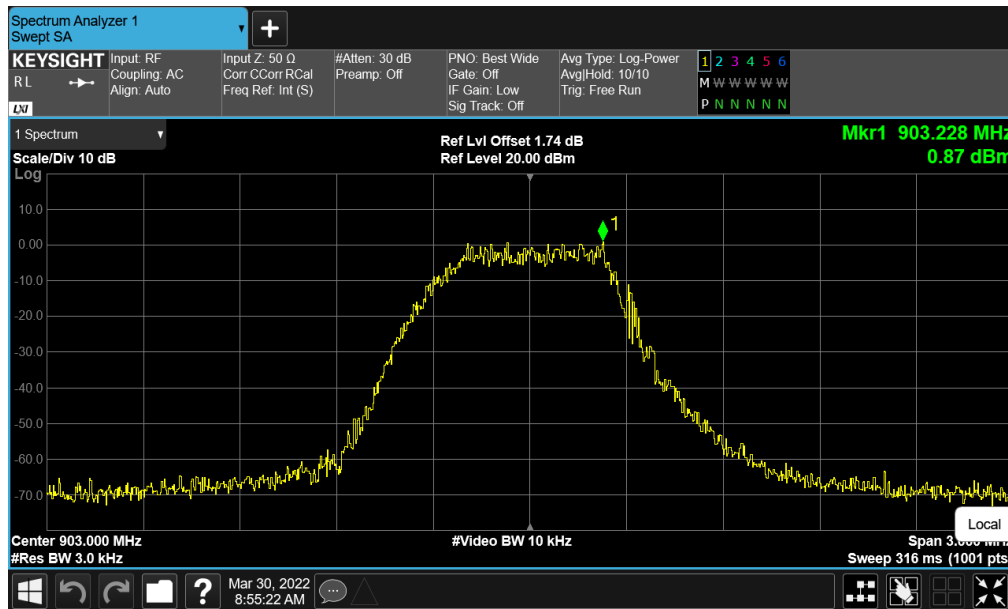 Spectrum Analyzer 1
Swept SA
KEYSIGHT
R L
LXI
Input: RF
Coupling: AC
Align: Auto
Input Z: 50 Ω
Corr CCorr RCal
Freq Ref: Int (S)
#Atten: 30 dB
Preamp: Off
PNO: Best Wide
Gate: Off
IF Gain: Low
Sig Track: Off
Avg Type: Log-Power
Avg|Hold: 10/10
Trig: Free Run
1 2 3 4 5 6
M W W W W W
P N N N N N
1 Spectrum
Scale/Div 10 dB
Ref Lvl Offset 1.74 dB
Ref Level 20.00 dBm
Mkr1 903.228 MHz
0.87 dBm
Log
10.0
0.00
-10.0
-20.0
-30.0
-40.0
-50.0
-60.0
-70.0
1
Local
Center 903.000 MHz
#Video BW 10 kHz
Span
#Res BW 3.0 kHz
Sweep 316 ms (1001 pts
?
Mar 30, 2022
8:55:22 AM